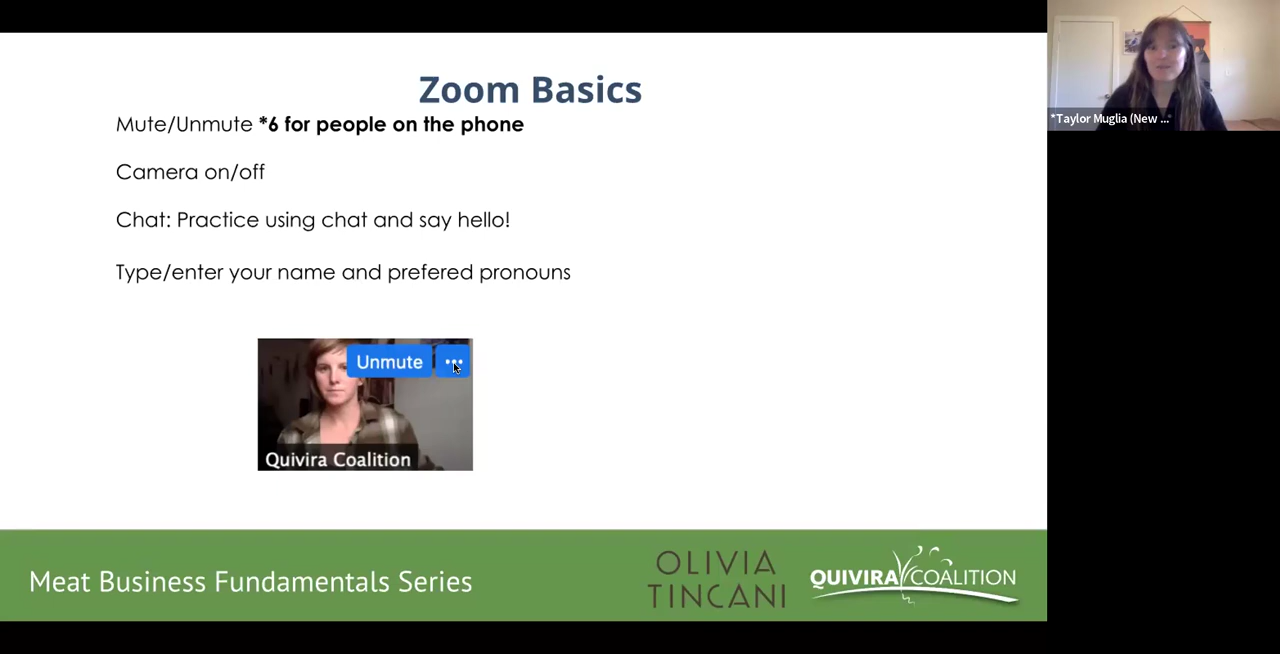 Zoom Basics
Mute/Unmute *6 for people on the phone
Camera on/off
Chat: Practice using chat and say hello!
Type/enter your name and prefered pronouns
Unmute ...
Quivira Coalition
Meat Business Fundamentals Series
OLIVIA
TINCANI
QUIVIRA COALITION
*Taylor Muglia (New ...